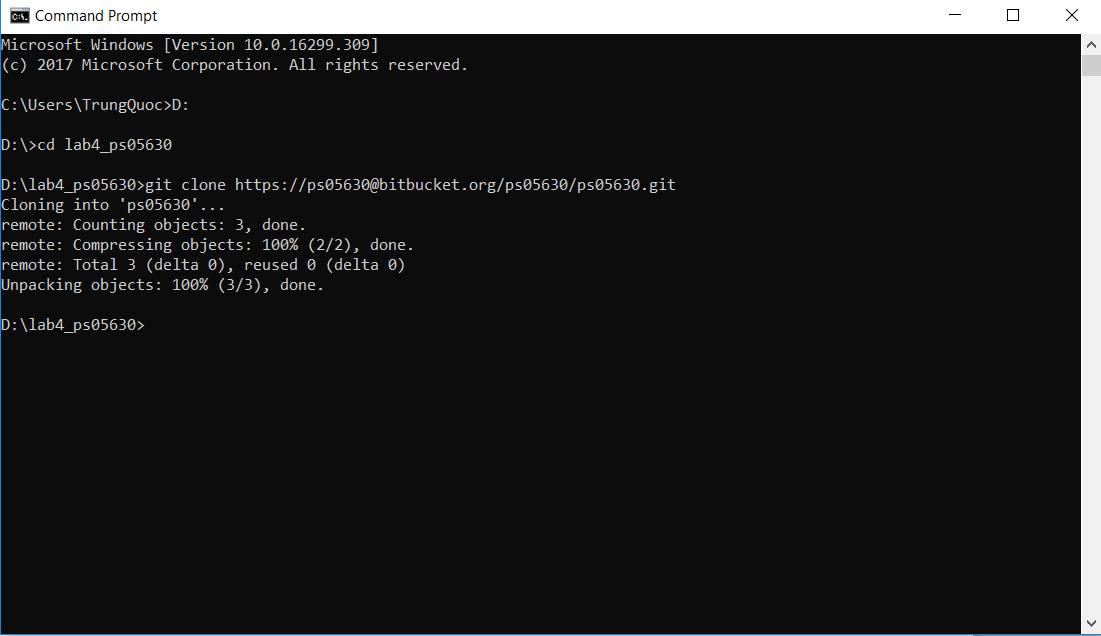 Command Prompt
Microsoft Windows [Version 10.0.16299.309]
(c) 2017 Microsoft Corporation. All rights reserved.
C:\Users\TrungQuoc>D:
D:\>cd lab4_ps05630
D:\lab4_ps05630>git clone https://ps05630@bitbucket.org/ps05630/ps05630.git
Cloning into 'ps05630'...
remote: Counting objects: 3, done.
remote: Compressing objects: 100% (2/2), done.
remote: Total 3 (delta 0), reused 0 (delta 0)
Unpacking objects: 100% (3/3), done.
D:\lab4_ps05630>